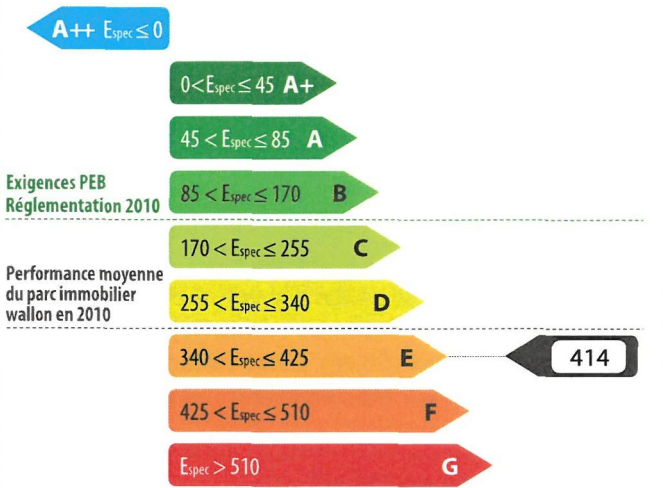 A++ Espec ≤ 0
0 < Espec ≤ 45 A+
45 < Espec ≤ 85 A
Exigences PEB
Réglementation 2010
85 < Espec ≤ 170 B
170 < Espec ≤ 255 C
Performance moyenne
du parc immobilier
wallon en 2010
255 < Espec ≤ 340 D
340 < Espec ≤ 425 E
414
425 < Espec ≤ 510 F
Espec > 510 G